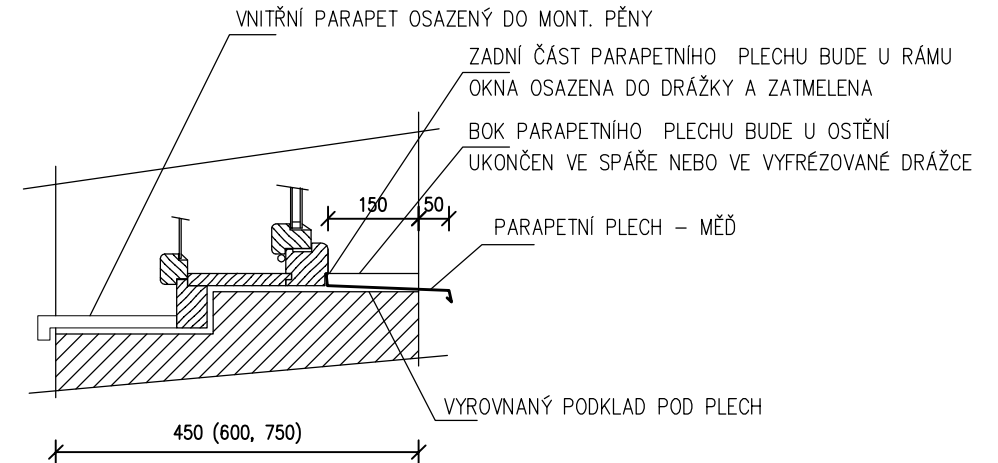 VNITŘNÍ PARAPET OSAZENÝ DO MONT. PĚNY
ZADNÍ ČÁST PARAPETNÍHO PLECHU BUDE U RÁMU
OKNA OSAZENA DO DRÁŽKY A ZATMELENA
BOK PARAPETNÍHO PLECHU BUDE U OSTĚNÍ
UKONČEN VE SPÁŘE NEBO VE VYFRÉZOVANÉ DRÁŽCE
150
50
PARAPETNÍ PLECH – MĚĎ
VYROVNANÝ PODKLAD POD PLECH
450 (600, 750)